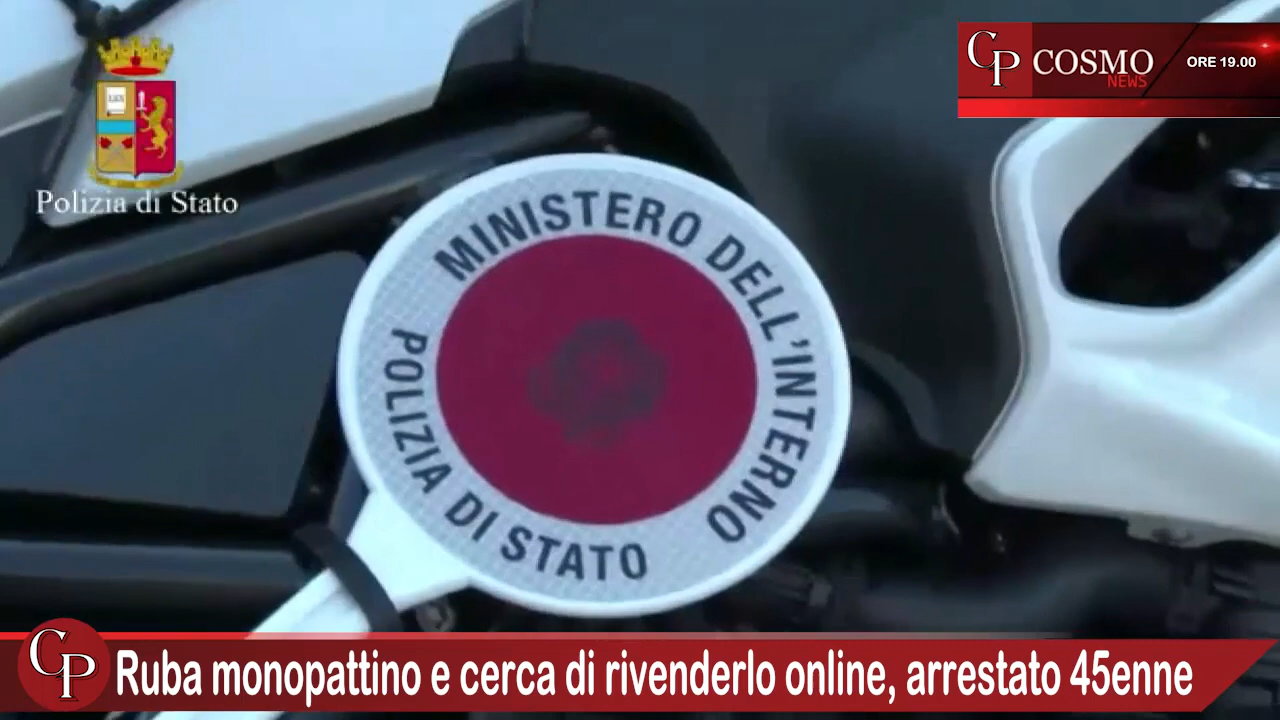 CP COSMO
NEWS
ORE 19.00
Polizia di Stato
MINISTERO DELL'INTERNO
POLIZIA DI STATO
CP Ruba monopattino e cerca di rivenderlo online, arrestato 45enne